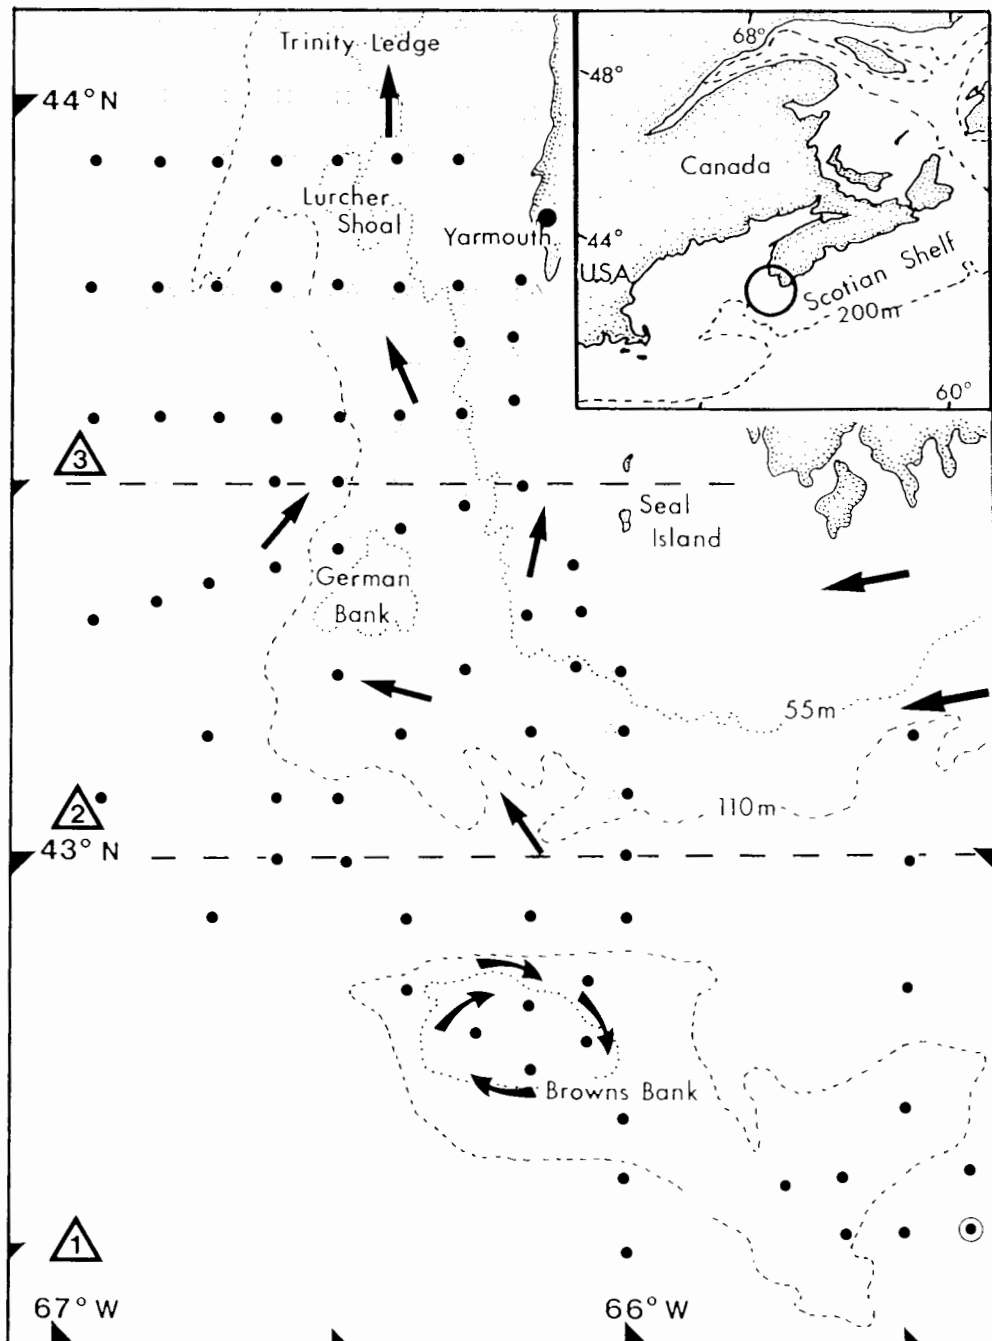 Trinity Ledge
44° N
Lurcher
Shoal
Yarmouth
68°
48°
Canada
44°
USA
Scotian Shelf
200m
60°
3
Seal
Island
German
Bank
55m
110m
2
43° N
Browns Bank
1
67° W
66° W